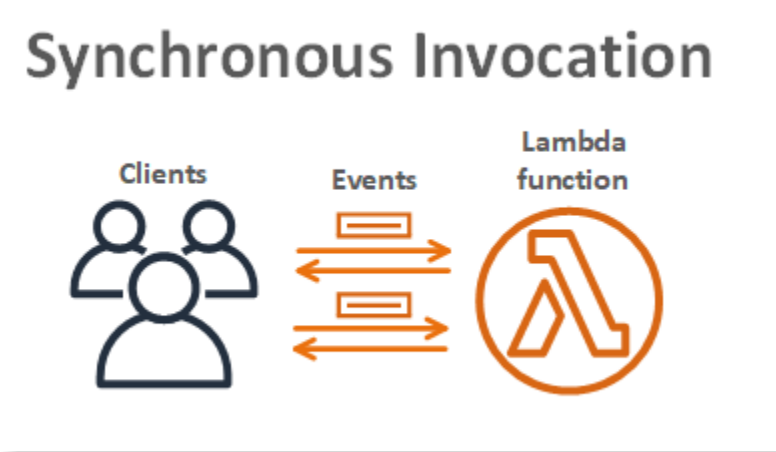 Synchronous Invocation
Clients
Events
Lambda
function